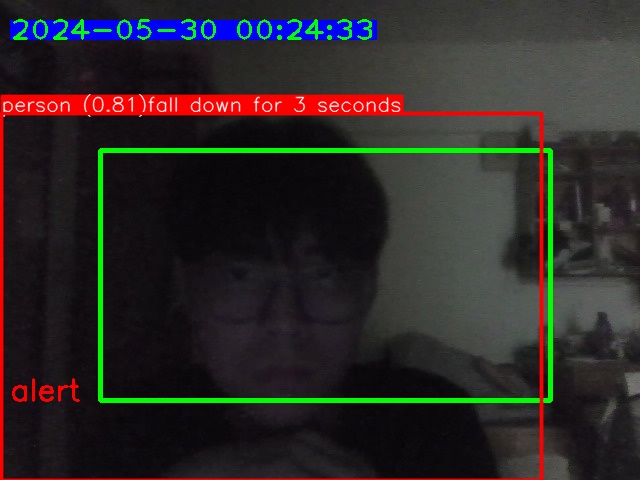 2024-05-30 00:24:33
person (0.81)fall down for 3 seconds
alert